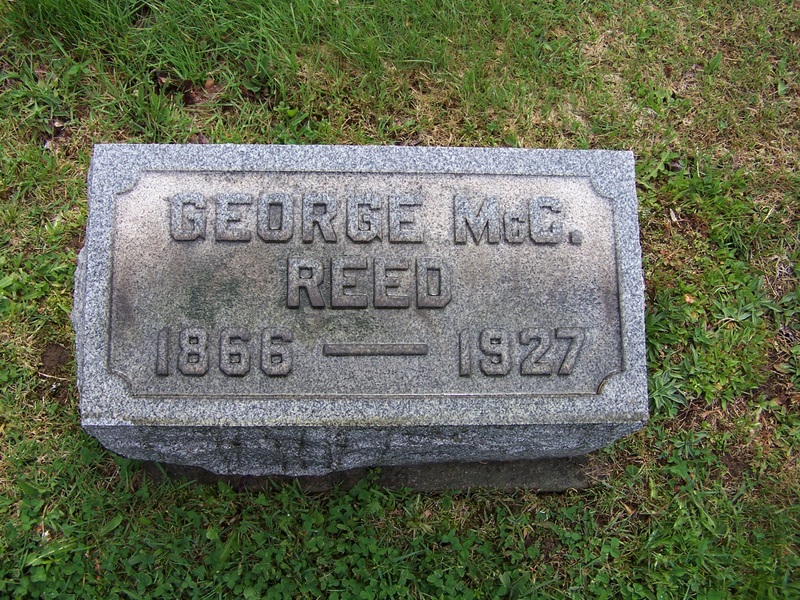 GEORGE McC.
REED
1866 — 1927